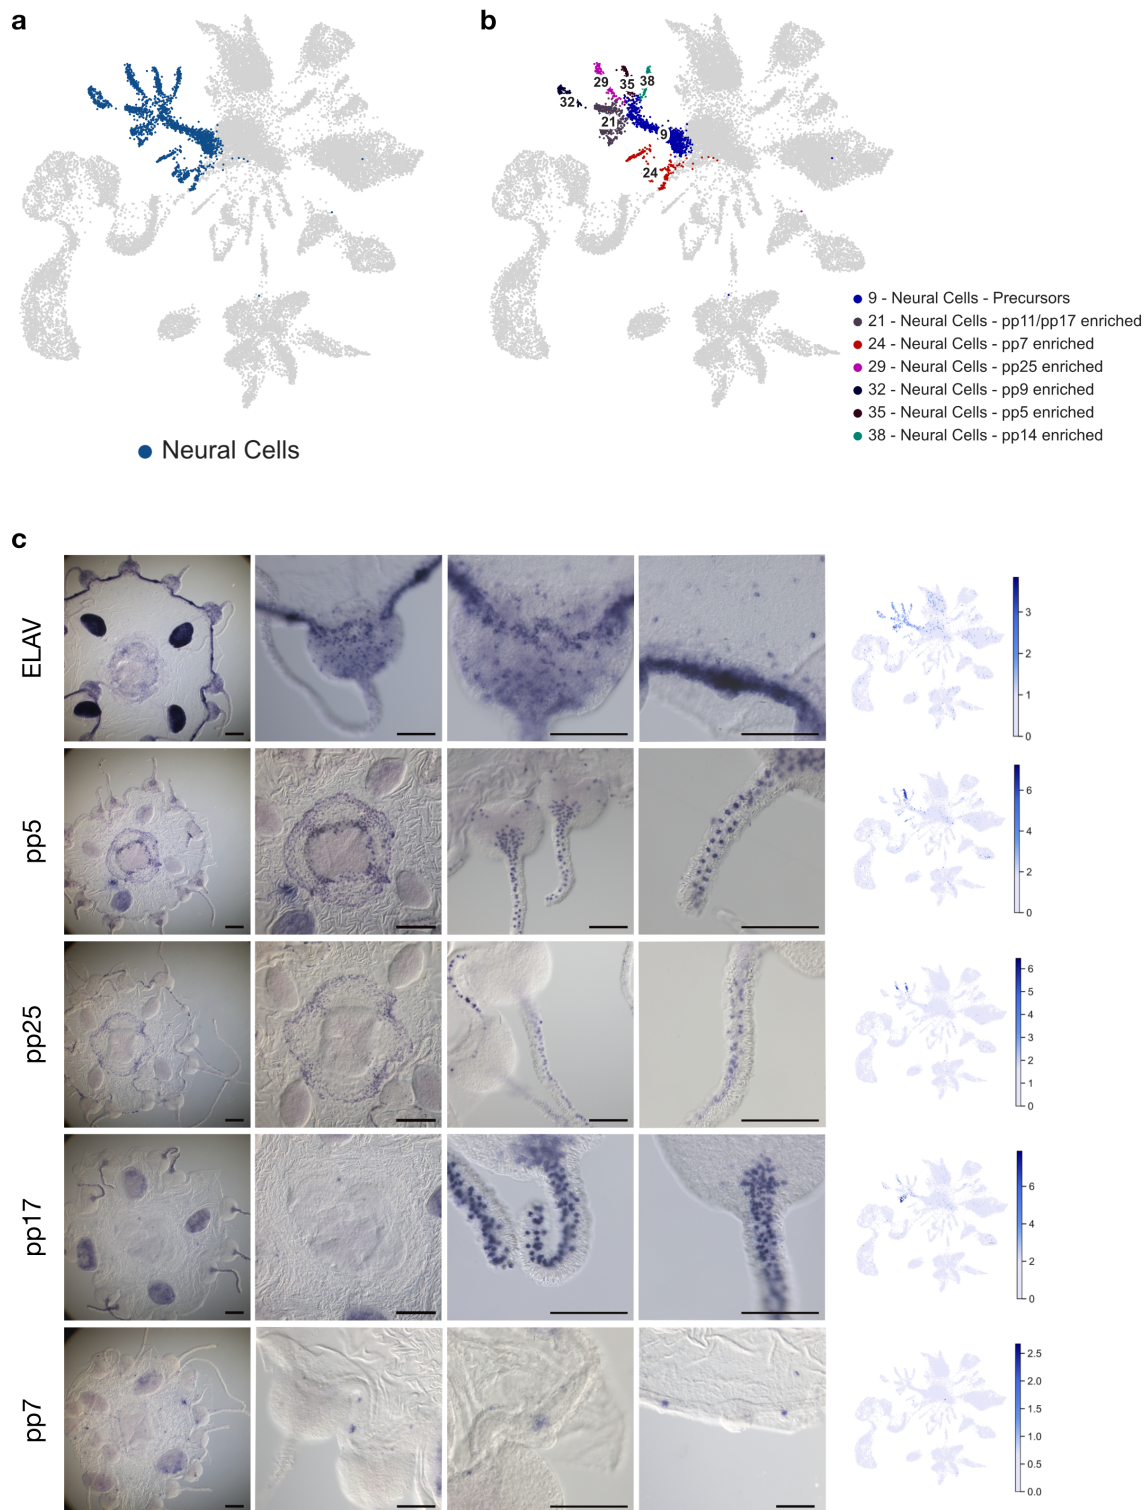 a
b
29
35
38
32
21
9
24
9 - Neural Cells - Precursors
21 - Neural Cells - pp11/pp17 enriched
24 - Neural Cells - pp7 enriched
29 - Neural Cells - pp25 enriched
32 - Neural Cells - pp9 enriched
35 - Neural Cells - pp5 enriched
38 - Neural Cells - pp14 enriched
Neural Cells
c
ELAV
3
2
1
0
pp5
6
4
2
0
pp25
6
5
4
3
2
1
0
pp17
6
4
2
0
pp7
2.5
2.0
1.5
1.0
0.5
0.0